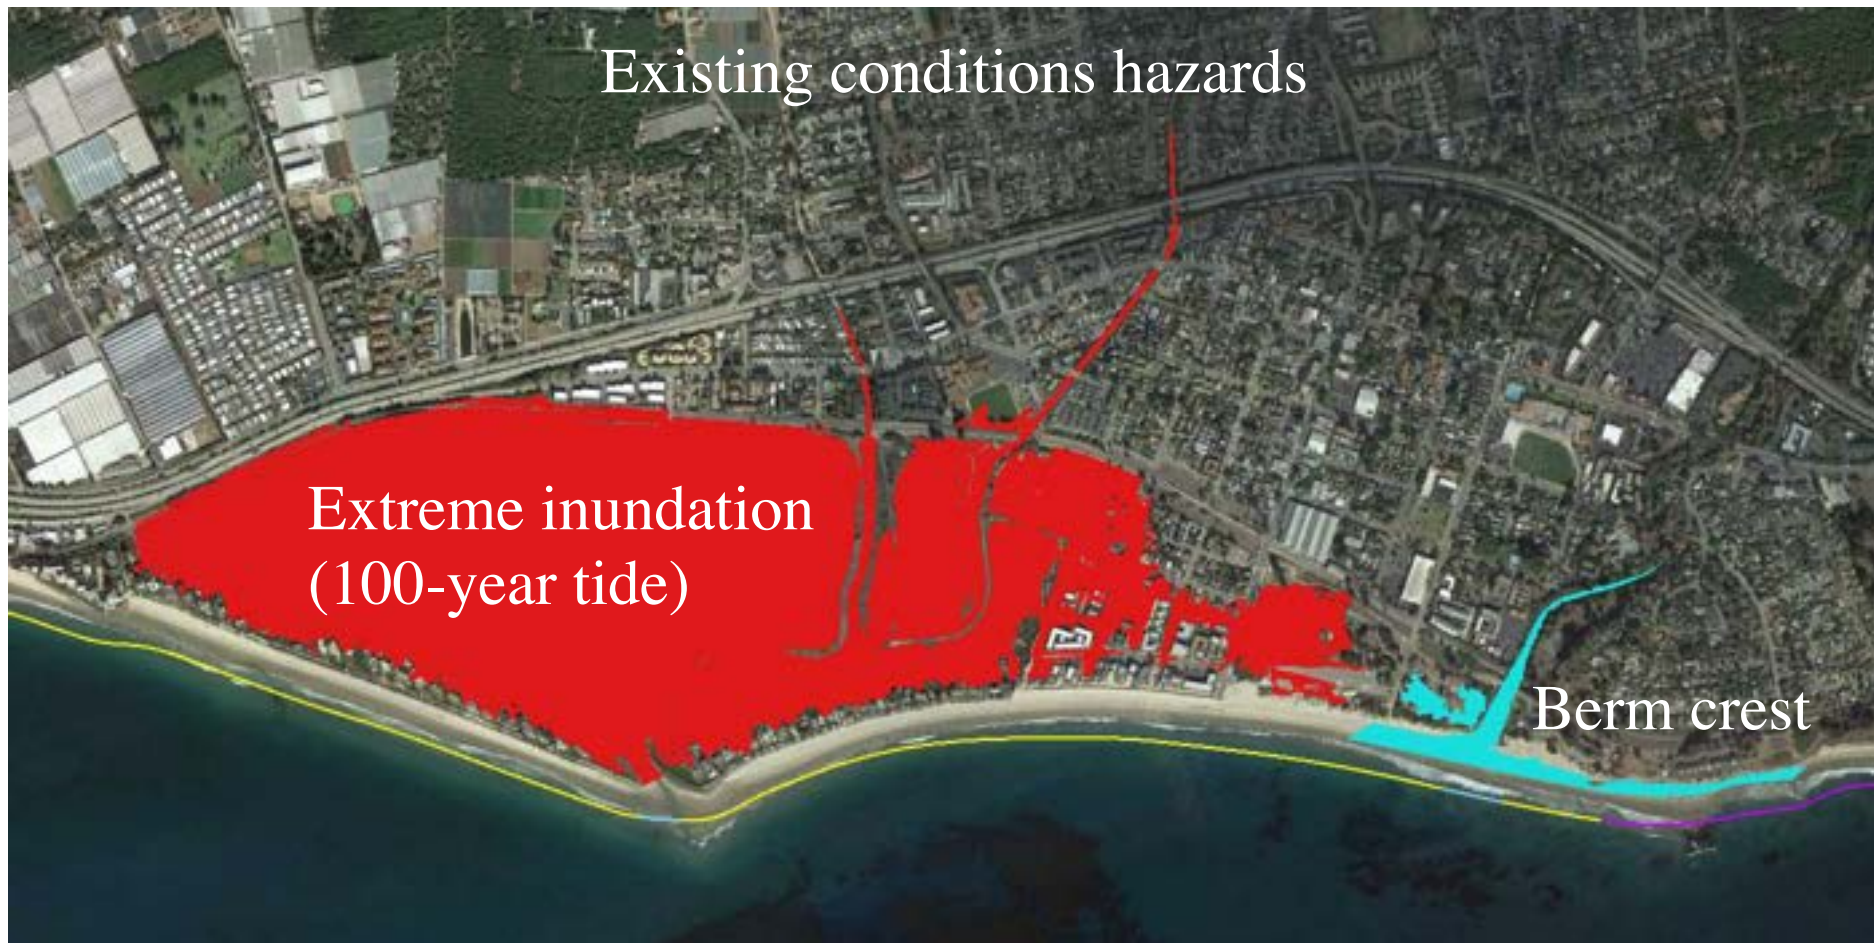 Existing conditions hazards
Extreme inundation
(100-year tide)
Berm crest